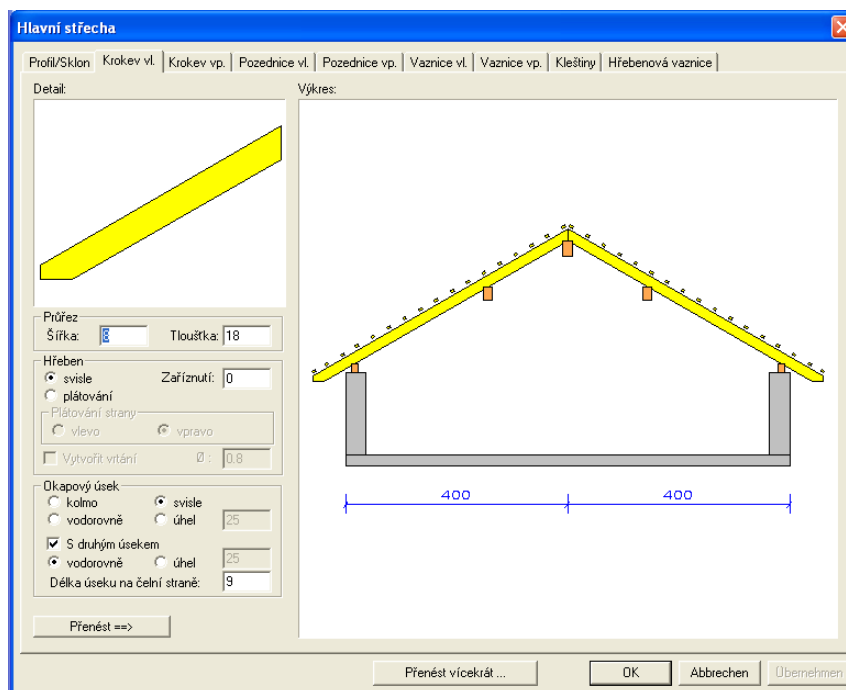 Hlavní střecha
Profil/Sklon Krokev vl. Krokev vp. Pozednice vl. Pozednice vp. Vaznice vl. Vaznice vp. Kleštiny Hřebenová vaznice
Detail:
Výkres:
Průřez
Šířka: 8 Tloušťka: 18
Hřeben
svisle Zaříznutí: 0
plátování
Plátování strany
vlevo vpravo
Vytvořit vrtání Ø : 0.8
Okapový úsek
kolmo svisle
vodorovně úhel 25
S druhým úsekem
vodorovně úhel 25
Délka úseku na čelní straně: 9
Přenést ==>
400 400
Přenést vícekrát ... OK Abbrechen Übernehmen